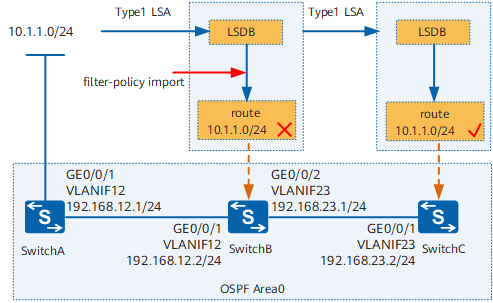 Type1 LSA
Type1 LSA
10.1.1.0/24
LSDB
LSDB
filter-policy import
route
10.1.1.0/24
route
10.1.1.0/24
GE0/0/1
VLANIF12
192.168.12.1/24
GE0/0/2
VLANIF23
192.168.23.1/24
S
S
S
SwitchA
GE0/0/1
VLANIF12
192.168.12.2/24
SwitchB
GE0/0/1
VLANIF23
192.168.23.2/24
SwitchC
OSPF Area0